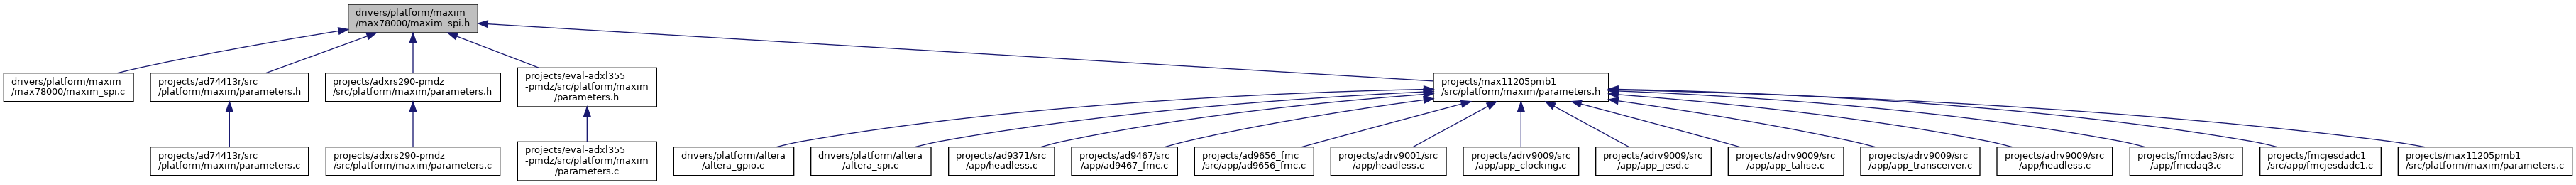 drivers/platform/maxim
/max78000/maxim_spi.h
drivers/platform/maxim
/max78000/maxim_spi.c
projects/ad74413r/src
/platform/maxim/parameters.h
projects/adxrs290-pmdz
/src/platform/maxim/parameters.h
projects/eval-adxl355
-pmdz/src/platform/maxim
/parameters.h
projects/max11205pmb1
/src/platform/maxim/parameters.h
projects/ad74413r/src
/platform/maxim/parameters.c
projects/adxrs290-pmdz
/src/platform/maxim/parameters.c
projects/eval-adxl355
-pmdz/src/platform/maxim
/parameters.c
drivers/platform/altera
/altera_gpio.c
drivers/platform/altera
/altera_spi.c
projects/ad9371/src
/app/headless.c
projects/ad9467/src
/app/ad9467_fmc.c
projects/ad9656_fmc
/src/app/ad9656_fmc.c
projects/adrv9001/src
/app/headless.c
projects/adrv9009/src
/app/app_clocking.c
projects/adrv9009/src
/app/app_jesd.c
projects/adrv9009/src
/app/app_talise.c
projects/adrv9009/src
/app/app_transceiver.c
projects/adrv9009/src
/app/headless.c
projects/fmcdaq3/src
/app/fmcdaq3.c
projects/fmcjesdadc1
/src/app/fmcjesdadc1.c
projects/max11205pmb1
/src/platform/maxim/parameters.c